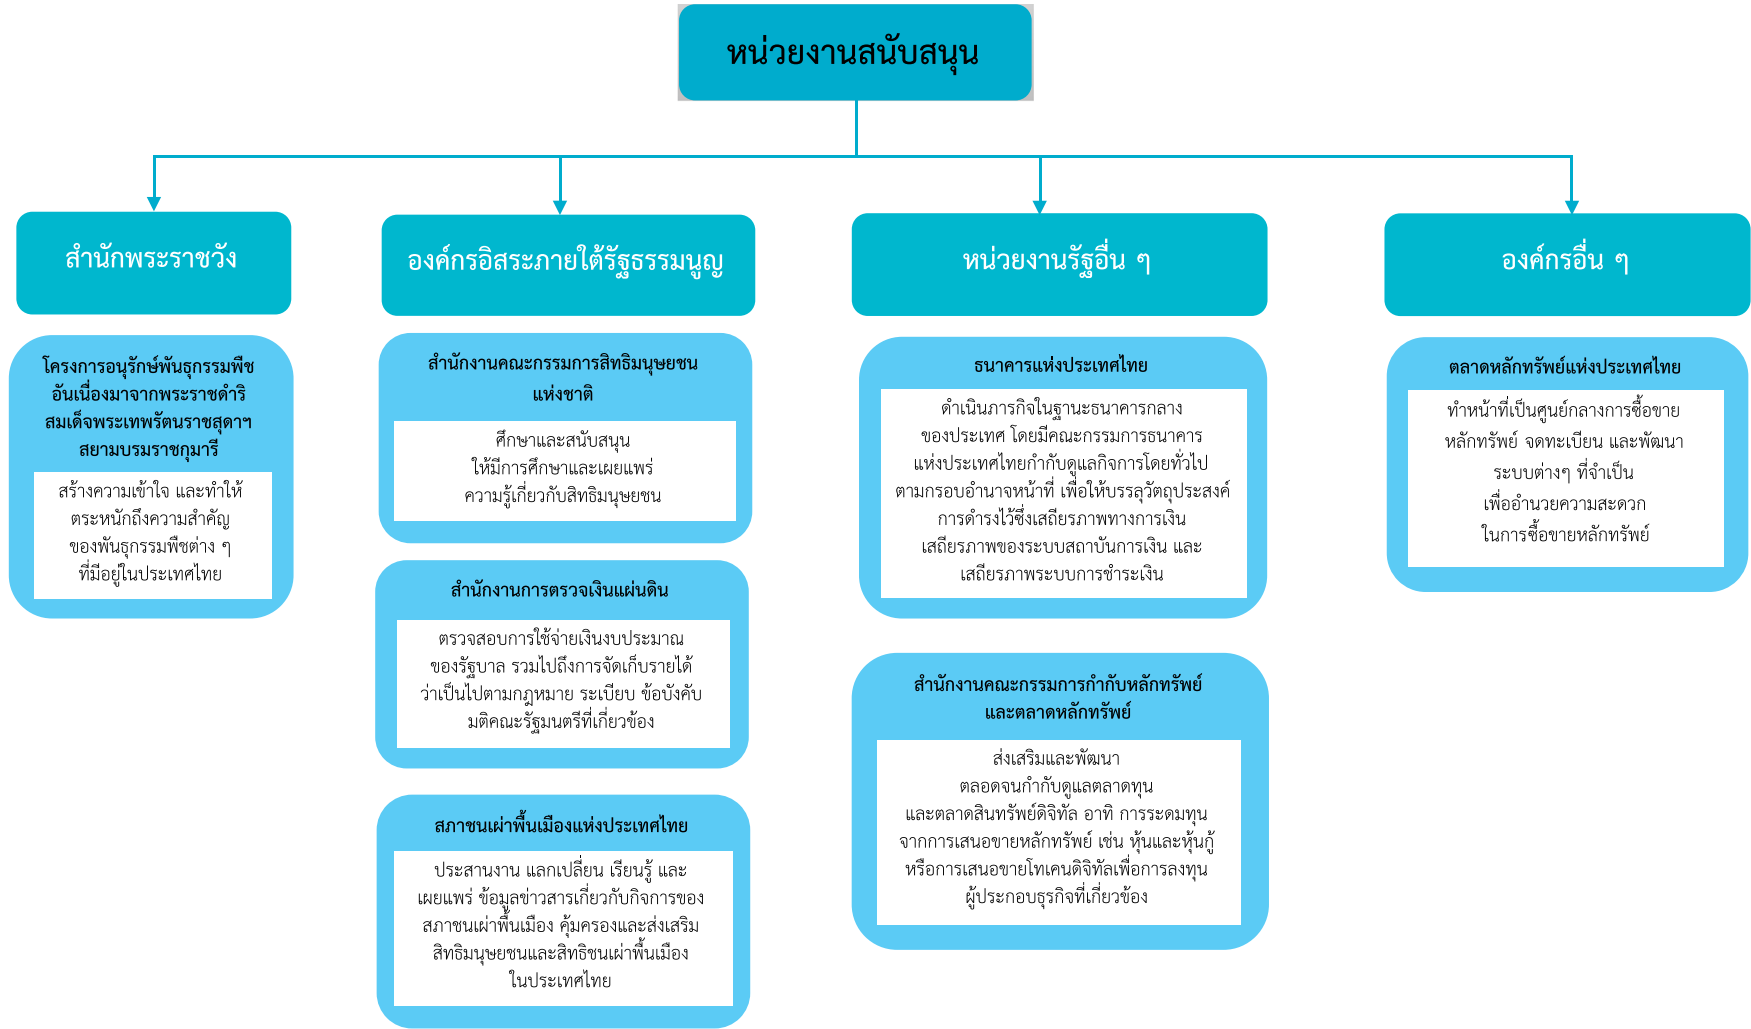 หน่วยงานสนับสนุน
สำนักพระราชวัง
โครงการอนุรักษ์พันธุกรรมพืช
อันเนื่องมาจากพระราชดำริ
สมเด็จพระเทพรัตนราชสุดาฯ
สยามบรมราชกุมารี
สร้างความเข้าใจ และทำให้
ตระหนักถึงความสำคัญ
ของพันธุกรรมพืชต่าง ๆ
ที่มีอยู่ในประเทศไทย
องค์กรอิสระภายใต้รัฐธรรมนูญ
สำนักงานคณะกรรมการสิทธิมนุษยชน
แห่งชาติ
ศึกษาและสนับสนุน
ให้มีการศึกษาและเผยแพร่
ความรู้เกี่ยวกับสิทธิมนุษยชน
สำนักงานการตรวจเงินแผ่นดิน
ตรวจสอบการใช้จ่ายเงินงบประมาณ
ของรัฐบาล รวมไปถึงการจัดเก็บรายได้
ว่าเป็นไปตามกฎหมาย ระเบียบ ข้อบังคับ
มติคณะรัฐมนตรีที่เกี่ยวข้อง
สภาชนเผ่าพื้นเมืองแห่งประเทศไทย
ประสานงาน แลกเปลี่ยน เรียนรู้ และ
เผยแพร่ ข้อมูลข่าวสารเกี่ยวกับกิจการของ
สภาชนเผ่าพื้นเมือง คุ้มครองและส่งเสริม
สิทธิมนุษยชนและสิทธิชนเผ่าพื้นเมือง
ในประเทศไทย
หน่วยงานรัฐอื่น ๆ
ธนาคารแห่งประเทศไทย
ดำเนินภารกิจในฐานะธนาคารกลาง
ของประเทศ โดยมีคณะกรรมการธนาคาร
แห่งประเทศไทยกำกับดูแลกิจการโดยทั่วไป
ตามกรอบอำนาจหน้าที่ เพื่อให้บรรลุวัตถุประสงค์
การดำรงไว้ซึ่งเสถียรภาพทางการเงิน
เสถียรภาพของระบบสถาบันการเงิน และ
เสถียรภาพระบบการชำระเงิน
สำนักงานคณะกรรมการกำกับหลักทรัพย์
และตลาดหลักทรัพย์
ส่งเสริมและพัฒนา
ตลอดจนกำกับดูแลตลาดทุน
และตลาดสินทรัพย์ดิจิทัล อาทิ การระดมทุน
จากการเสนอขายหลักทรัพย์ เช่น หุ้นและหุ้นกู้
หรือการเสนอขายโทเคนดิจิทัลเพื่อการลงทุน
ผู้ประกอบธุรกิจที่เกี่ยวข้อง
องค์กรอื่น ๆ
ตลาดหลักทรัพย์แห่งประเทศไทย
ทำหน้าที่เป็นศูนย์กลางการซื้อขาย
หลักทรัพย์ จดทะเบียน และพัฒนา
ระบบต่างๆ ที่จำเป็น
เพื่ออำนวยความสะดวก
ในการซื้อขายหลักทรัพย์